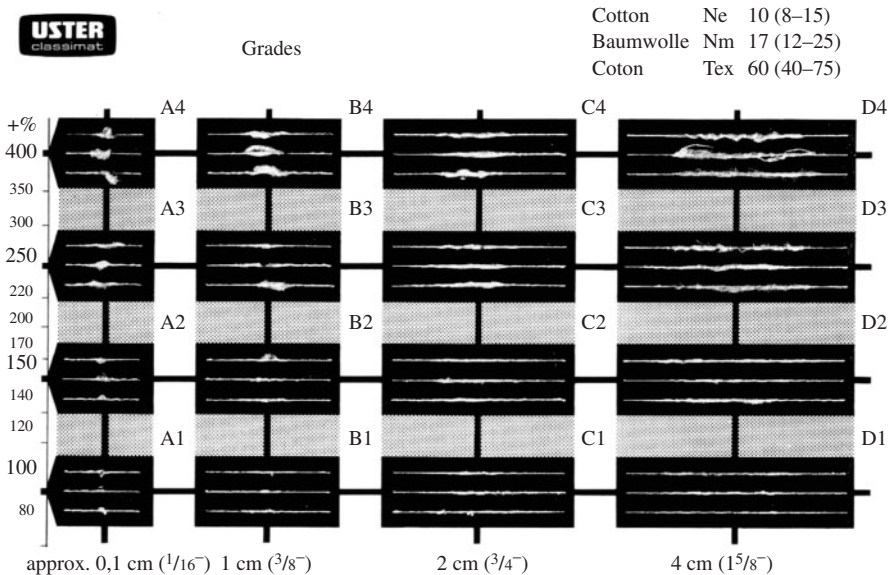 USTER
classimat
Grades
Cotton Ne 10 (8–15)
Baumwolle Nm 17 (12–25)
Coton Tex 60 (40–75)
A4 B4 C4 D4
+%
400
350
A3 B3 C3 D3
300
250
220
A2 B2 C2 D2
200
170
150
140
A1 B1 C1 D1
120
120
100
80
approx. 0,1 cm (1/16–) 1 cm (3/8–) 2 cm (3/4–) 4 cm (15/8–)